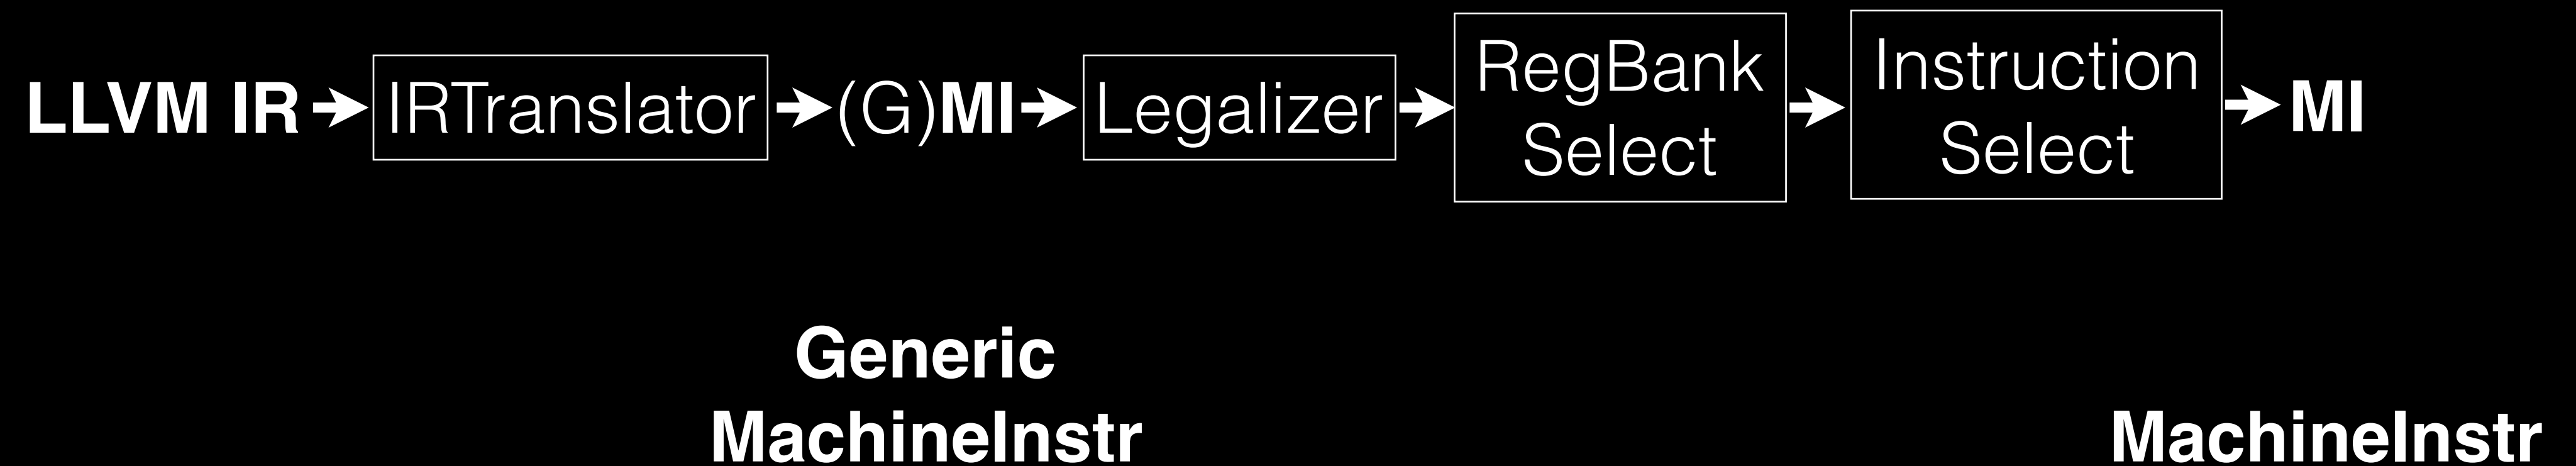 LLVM IR IRTranslator (G)MI Legalizer RegBank Select Instruction Select MI
Generic
MachineInstr
MachineInstr